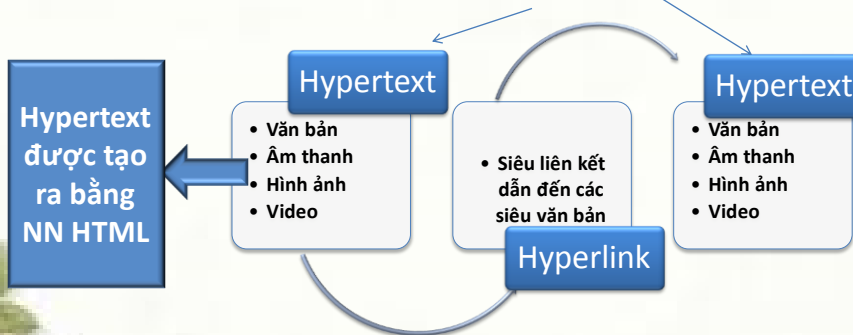 Hypertext
được tạo
ra bằng
NN HTML
Hypertext
• Văn bản
• Âm thanh
• Hình ảnh
• Video
• Siêu liên kết
dẫn đến các
siêu văn bản
Hyperlink
Hypertext
• Văn bản
• Âm thanh
• Hình ảnh
• Video